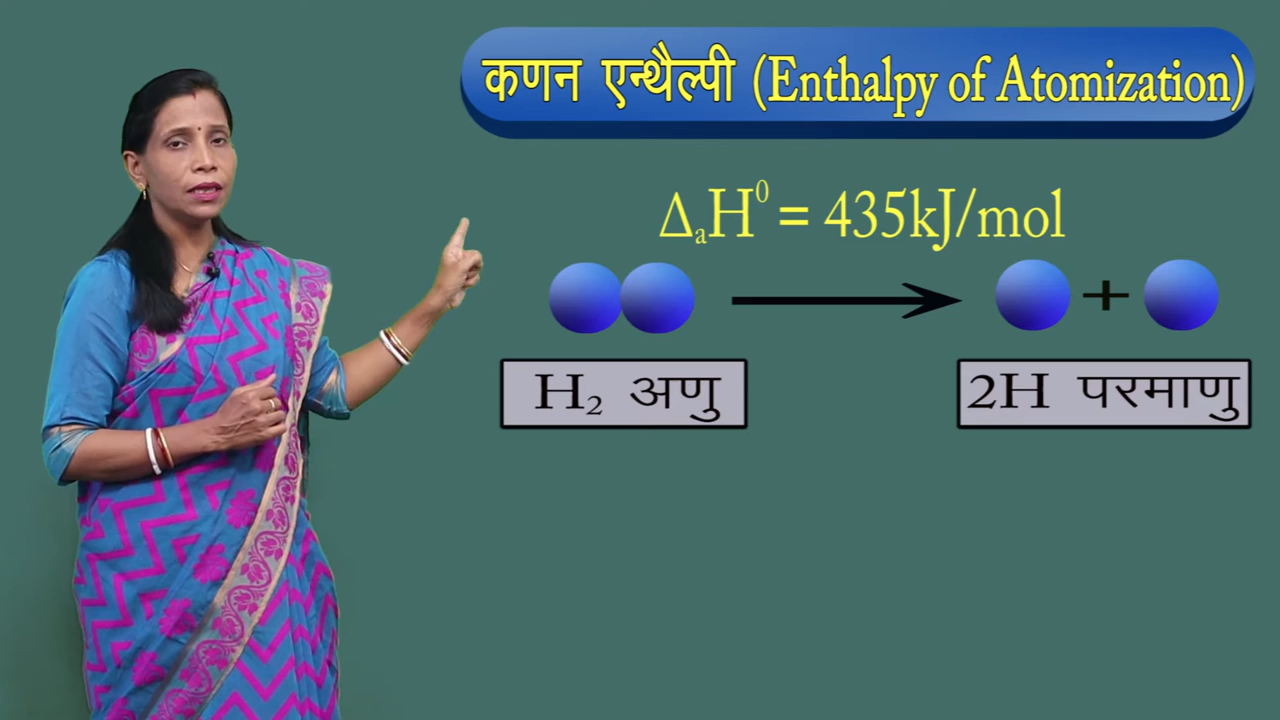 कणन एन्थैल्पी (Enthalpy of Atomization)
ΔₐH⁰ = 435kJ/mol
+
H₂ अणु
2H परमाणु